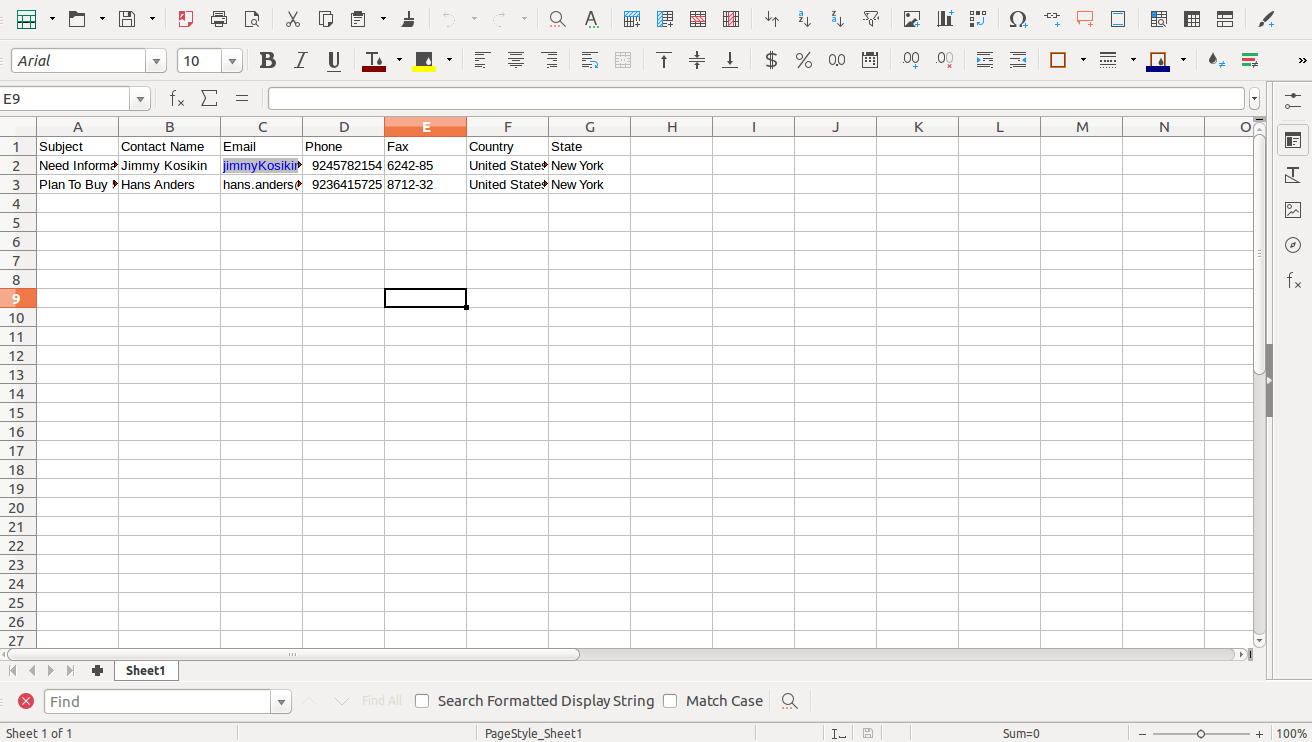 Arial 10
E9
A B C D E F G H I J K L M N O
1 Subject Contact Name Email Phone Fax Country State
2 Need Informa Jimmy Kosikin jimmyKosikin 9245782154 6242-85 United States New York
3 Plan To Buy Hans Anders hans.anders( 9236415725 8712-32 United States New York
4
5
6
7
8
9
10
11
12
13
14
15
16
17
18
19
20
21
22
23
24
25
26
27
Sheet1
Find Find All Search Formatted Display String Match Case
Sheet 1 of 1 PageStyle_Sheet1 Sum=0 100%